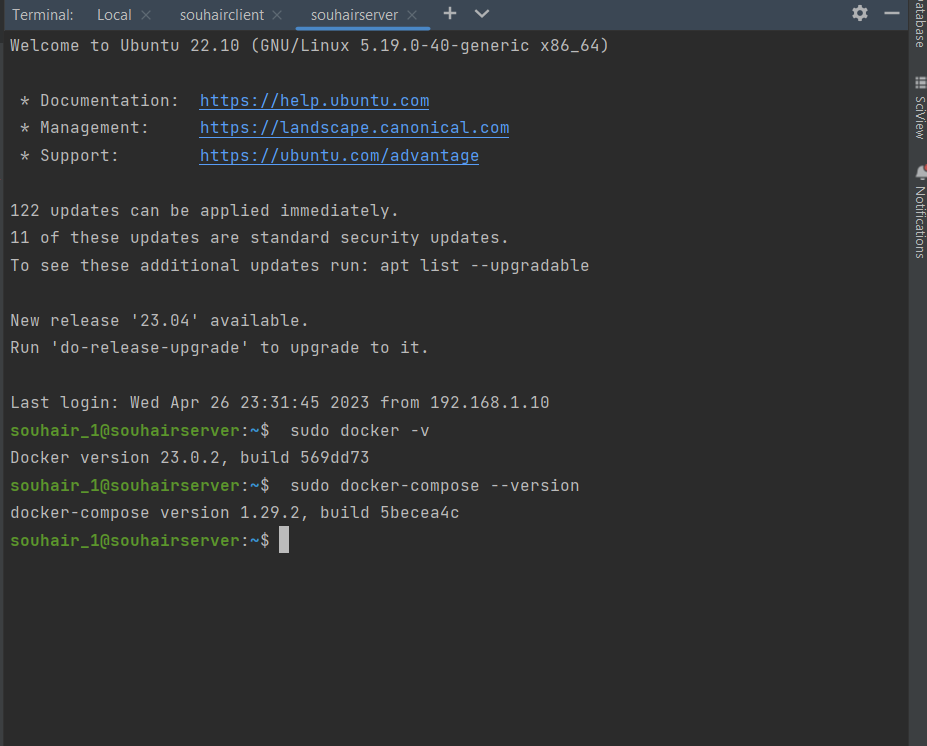 Terminal: Local souhairclient souhairserver
Welcome to Ubuntu 22.10 (GNU/Linux 5.19.0-40-generic x86_64)
* Documentation: https://help.ubuntu.com
* Management: https://landscape.canonical.com
* Support: https://ubuntu.com/advantage
122 updates can be applied immediately.
11 of these updates are standard security updates.
To see these additional updates run: apt list --upgradable
New release '23.04' available.
Run 'do-release-upgrade' to upgrade to it.
Last login: Wed Apr 26 23:31:45 2023 from 192.168.1.10
souhair_1@souhairserver:~$ sudo docker -v
Docker version 23.0.2, build 569dd73
souhair_1@souhairserver:~$ sudo docker-compose --version
docker-compose version 1.29.2, build 5becea4c
souhair_1@souhairserver:~$
atabase
SciView
Notifications